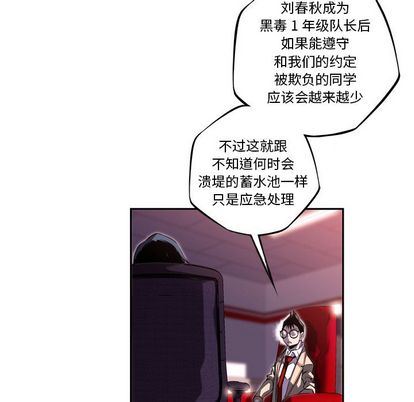 刘春秋成为
黑毒1年级队长后
如果能遵守
和我们的约定
被欺负的同学
应该会越来越少
不过这就跟
不知道何时会
溃堤的蓄水池一样
只是应急处理